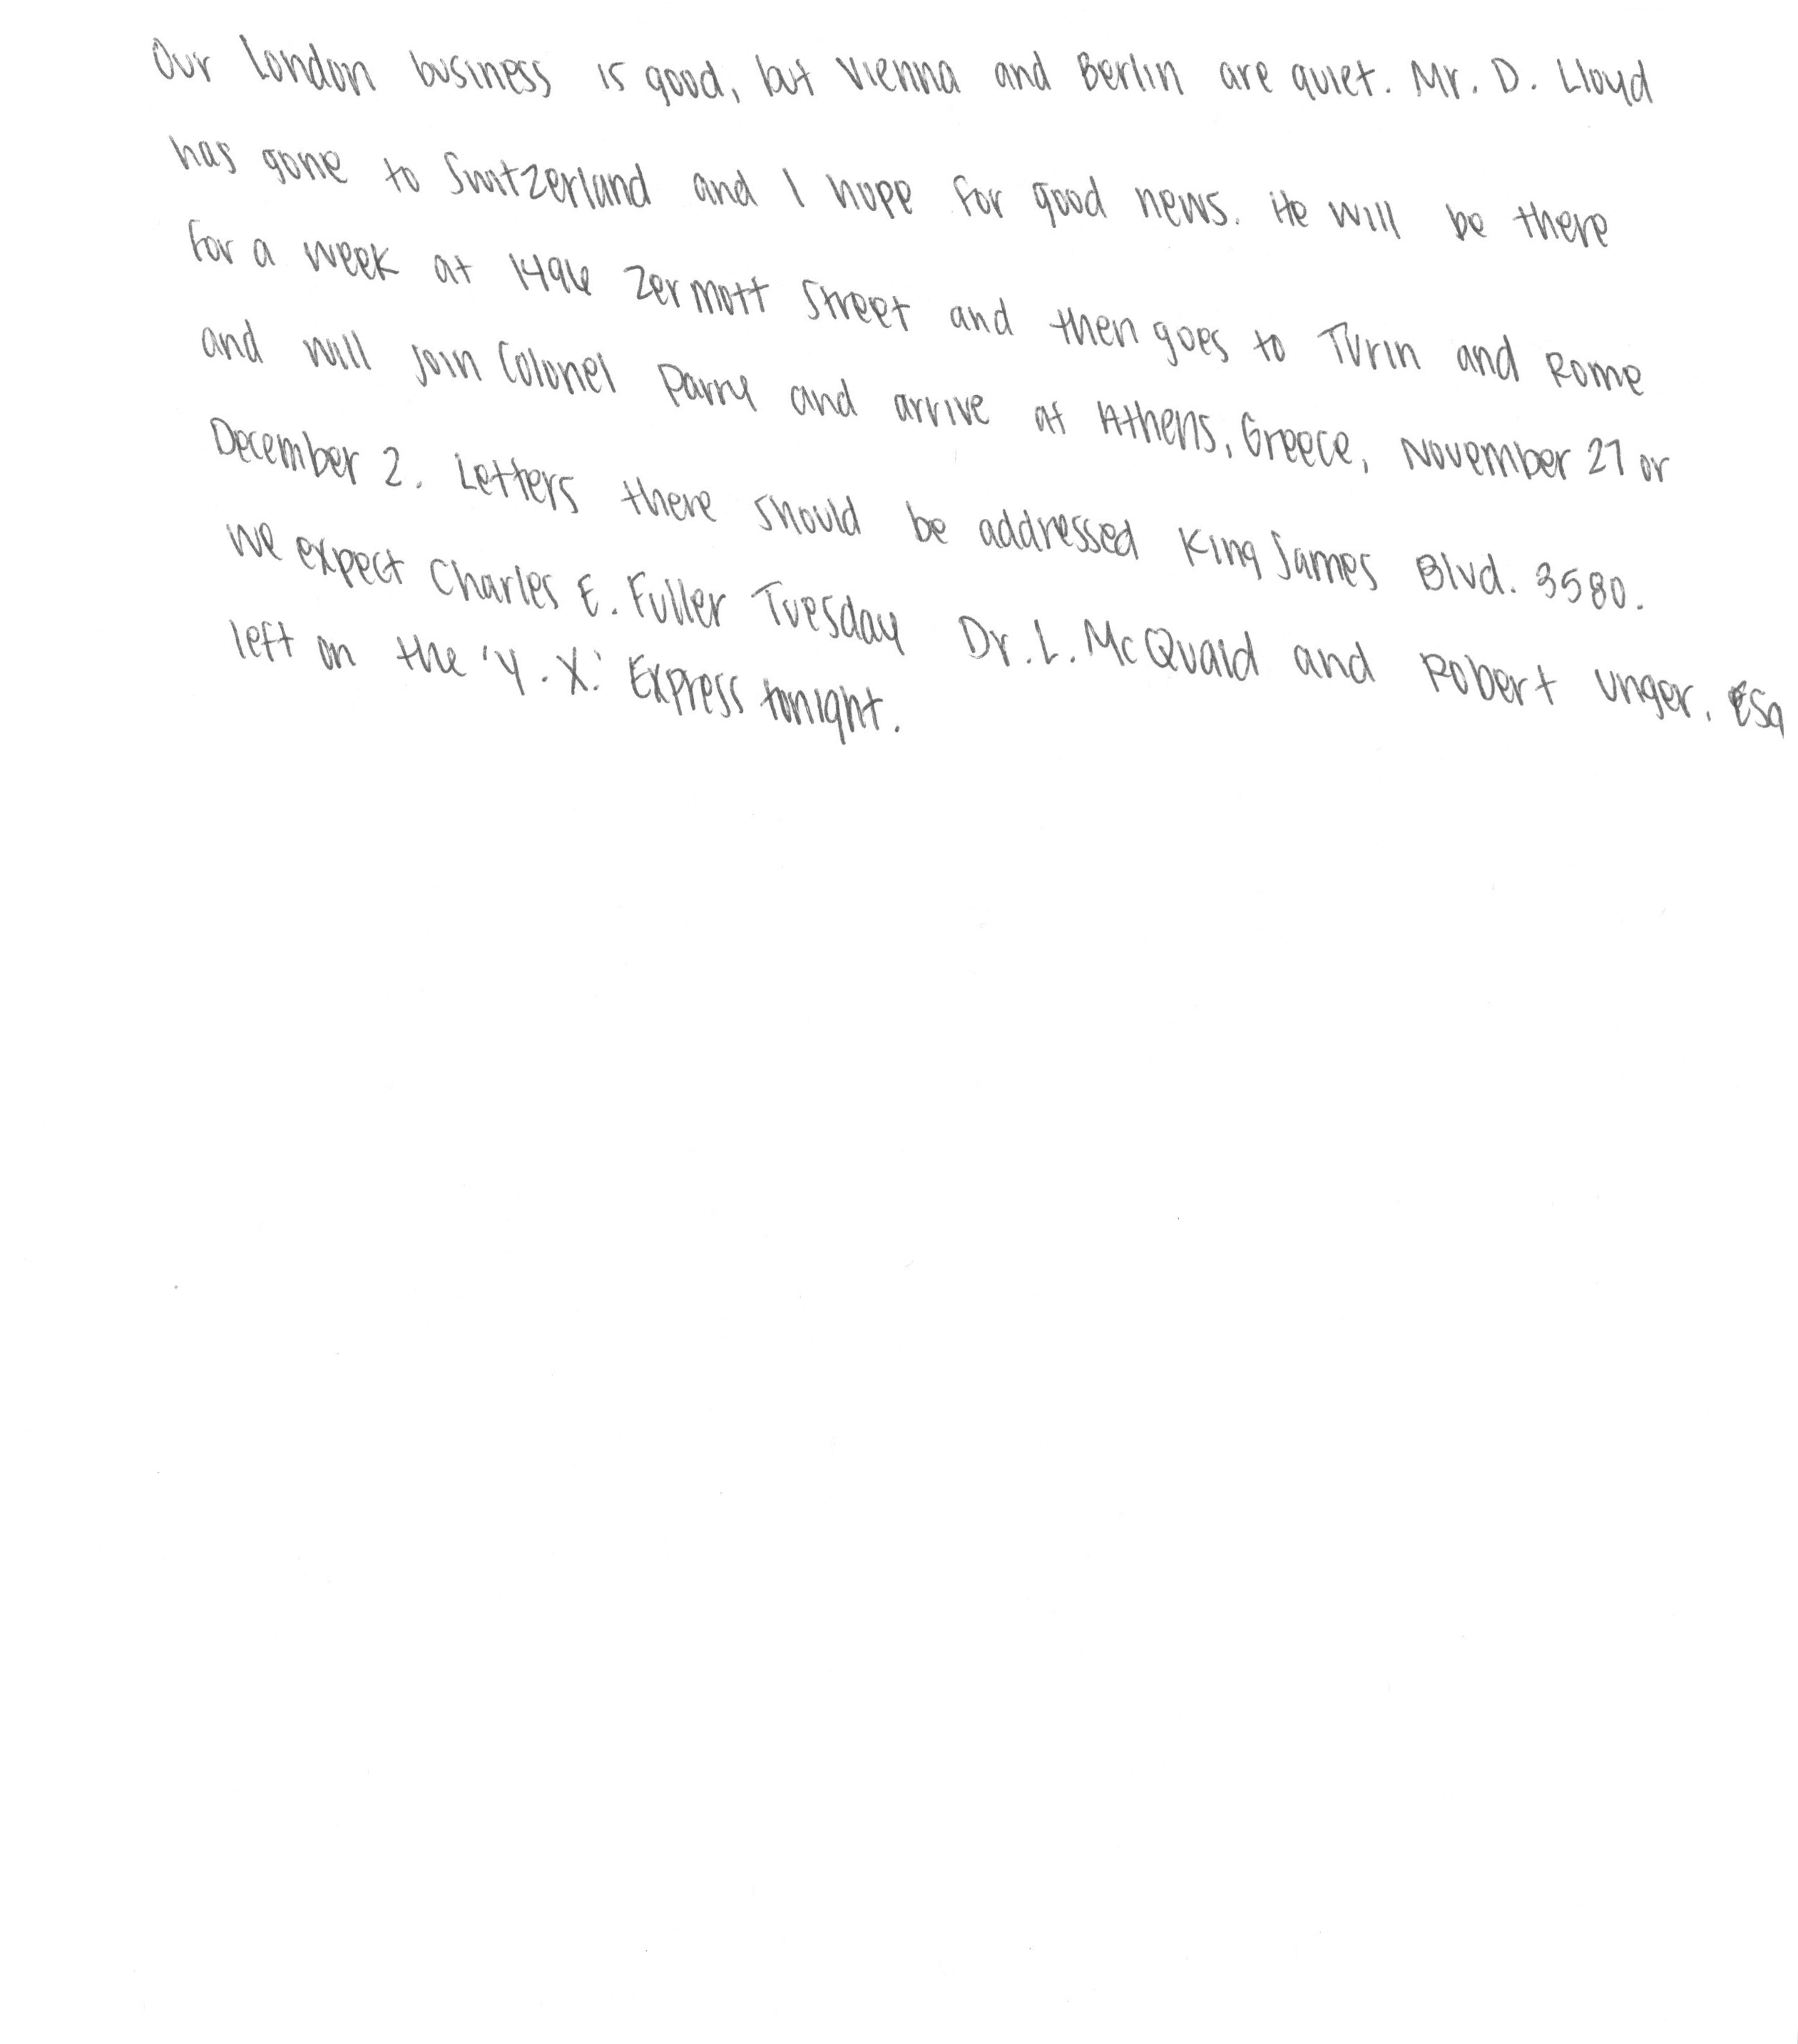 Our London business is good, but Vienna and Berlin are quiet. Mr. D. Lloyd
has gone to Switzerland and I hope for good news. He will be there
for a week at 1496 Zermott Street and then goes to Turin and Rome
and will join Colonel Parry and arrive at Athens, Greece, November 27 or
December 2. Letters there should be addressed King James Blvd. 3580.
We expect Charles E. Fuller Tuesday Dr. L. McQuaid and Robert Unger, Esq
left on the 'Y. X.' Express tonight.